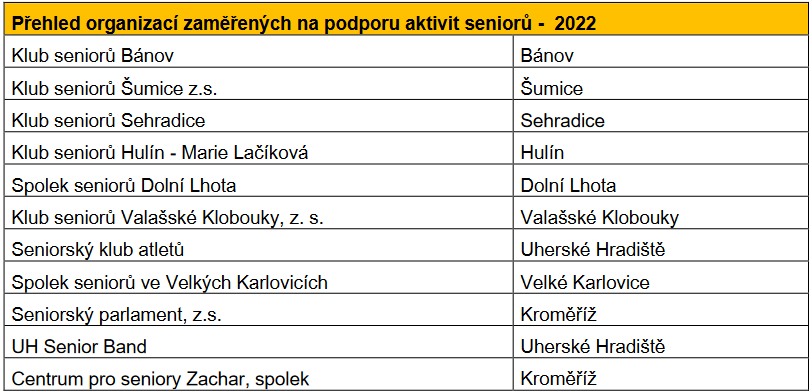 Přehled organizací zaměřených na podporu aktivit seniorů - 2022
Klub seniorů Bánov Bánov
Klub seniorů Šumice z.s. Šumice
Klub seniorů Sehradice Sehradice
Klub seniorů Hulín - Marie Lačíková Hulín
Spolek seniorů Dolní Lhota Dolní Lhota
Klub seniorů Valašské Klobouky, z. s. Valašské Klobouky
Seniorský klub atletů Uherské Hradiště
Spolek seniorů ve Velkých Karlovicích Velké Karlovice
Seniorský parlament, z.s. Kroměříž
UH Senior Band Uherské Hradiště
Centrum pro seniory Zachar, spolek Kroměříž